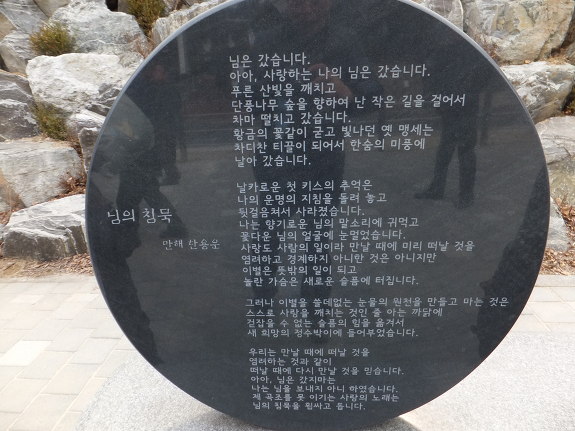 님의 침묵
만해 한용운
님은 갔습니다.
아아, 사랑하는 나의 님은 갔습니다.
푸른 산빛을 깨치고
단풍나무 숲을 향하여 난 작은 길을 걸어서
차마 떨치고 갔습니다.
황금의 꽃같이 굳고 빛나던 옛 맹세는
차디찬 티끌이 되어서 한숨의 미풍에
날아 갔습니다.
날카로운 첫 키스의 추억은
나의 운명의 지침을 돌려 놓고
뒷걸음쳐서 사라졌습니다.
나는 향기로운 님의 말소리에 귀먹고
꽃다운 님의 얼굴에 눈멀었습니다.
사랑도 사람의 일이라 만날 때에 미리 떠날 것을
염려하고 경계하지 아니한 것은 아니지만
이별은 뜻밖의 일이 되고
놀란 가슴은 새로운 슬픔에 터집니다.
그러나 이별을 쓸데없는 눈물의 원천을 만들고 마는 것은
스스로 사랑을 깨치는 것인 줄 아는 까닭에
걷잡을 수 없는 슬픔의 힘을 옮겨서
새 희망의 정수박이에 들어부었습니다.
우리는 만날 때에 떠날 것을
염려하는 것과 같이
떠날 때에 다시 만날 것을 믿습니다.
아아, 님은 갔지마는
나는 님을 보내지 아니 하였습니다.
제 곡조를 못 이기는 사랑의 노래는
님의 침묵을 휩싸고 돕니다.